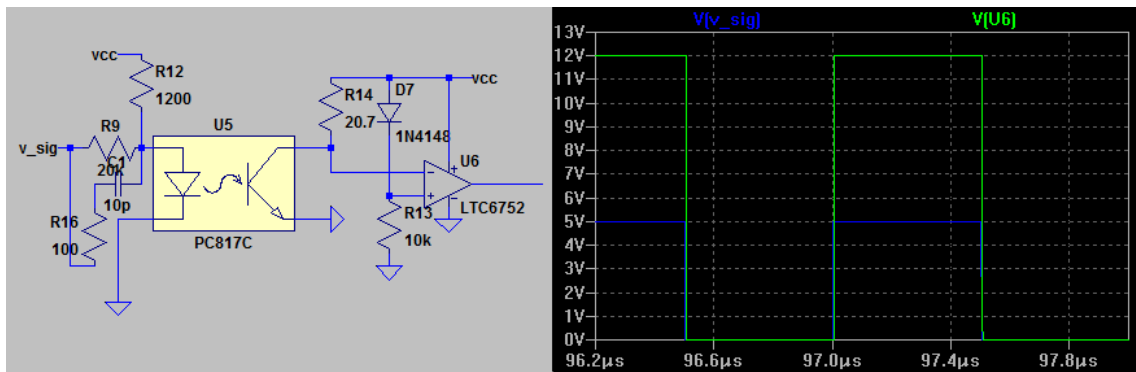 vcc
R12
1200
R9
20k
v_sig
C1
10p
R16
100
U5
PC817C
R14
20.7
D7
1N4148
vcc
U6
LTC6752
R13
10k
V(v_sig)
V(U6)
13V
12V
11V
10V
9V
8V
7V
6V
5V
4V
3V
2V
1V
0V
96.2µs
96.6µs
97.0µs
97.4µs
97.8µs